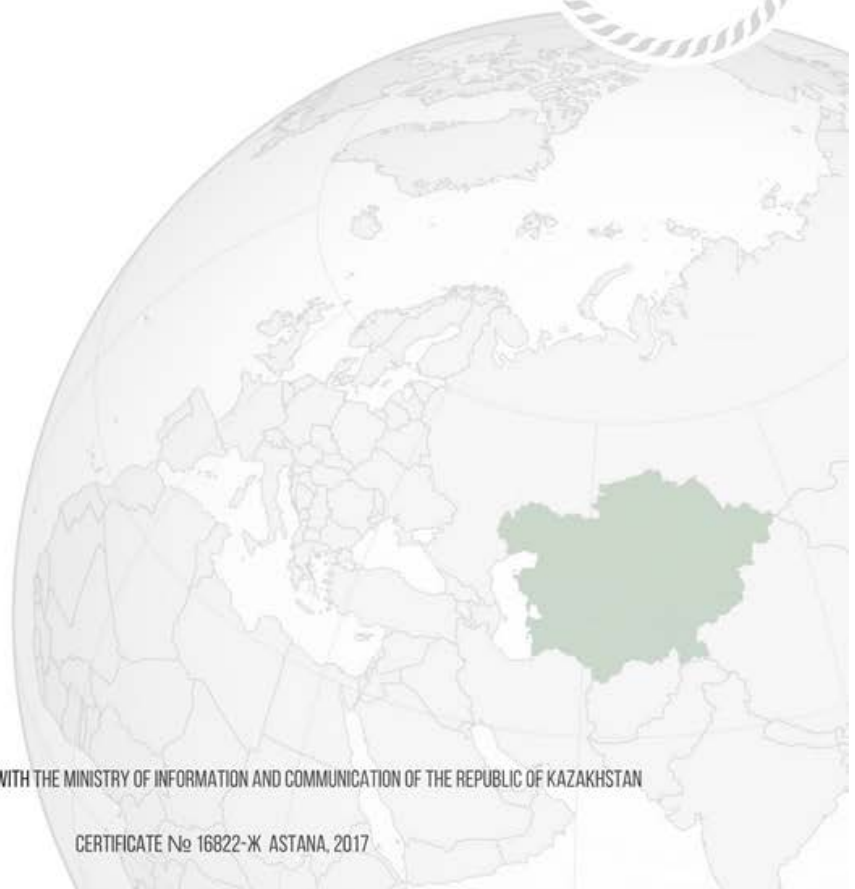 WITH THE MINISTRY OF INFORMATION AND COMMUNICATION OF THE REPUBLIC OF KAZAKHSTAN
CERTIFICATE № 16822-Ж ASTANA, 2017